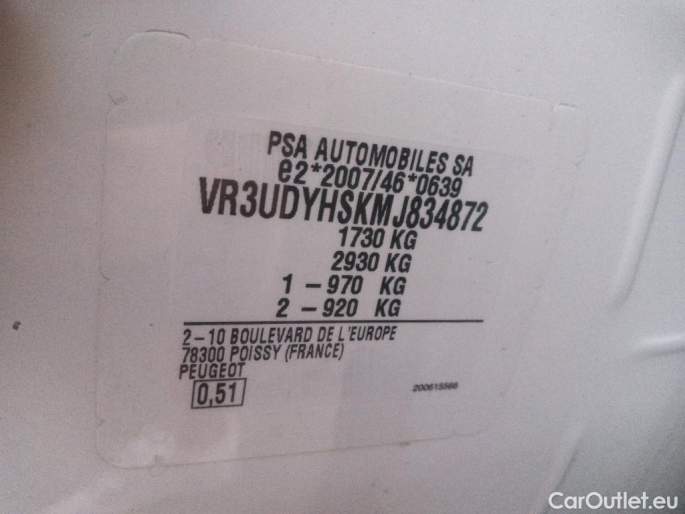 PSA AUTOMOBILES SA
e2*2007/46*0639
VR3UDYHSKMJ834872
1730 KG
2930 KG
1 - 970 KG
2 - 920 KG
2 - 10 BOULEVARD DE L'EUROPE
78300 POISSY (FRANCE)
PEUGEOT
0,51
200615566
CarOutlet.eu